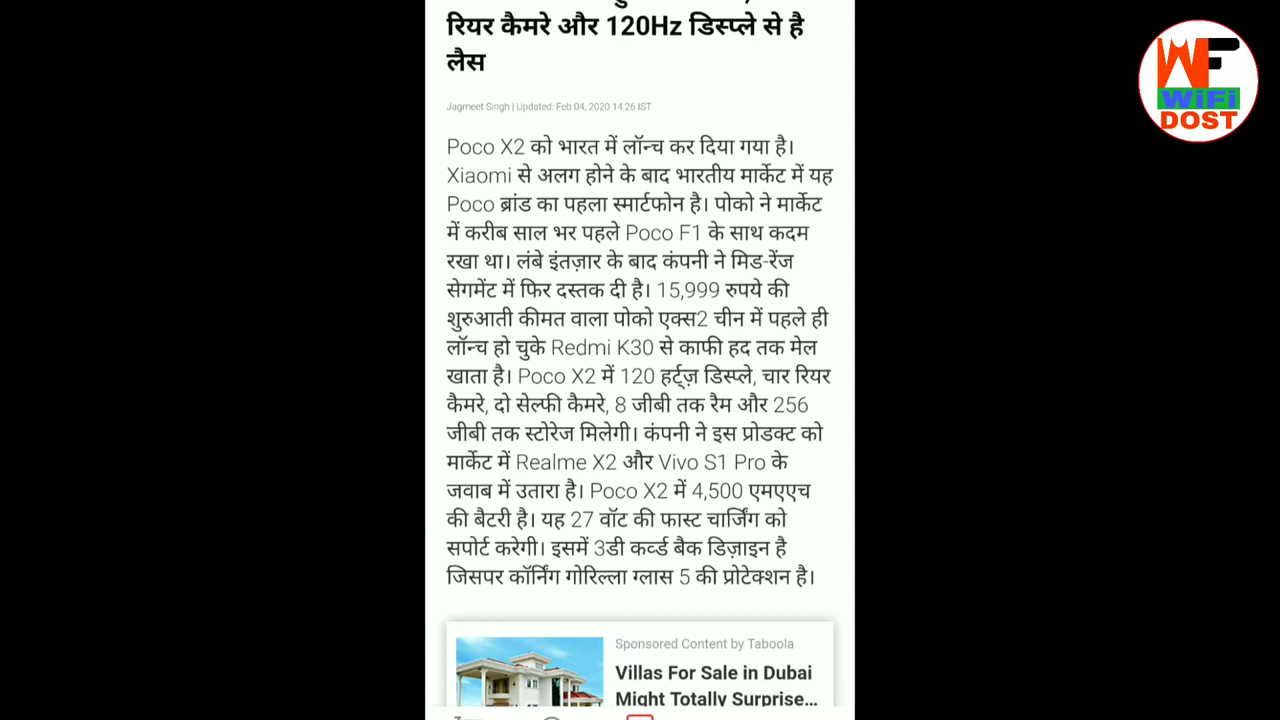 रियर कैमरे और 120Hz डिस्प्ले से है
लैस
Jagmeet Singh | Updated: Feb 04, 2020 14:26 IST
Poco X2 को भारत में लॉन्च कर दिया गया है।
Xiaomi से अलग होने के बाद भारतीय मार्केट में यह
Poco ब्रांड का पहला स्मार्टफोन है। पोको ने मार्केट
में करीब साल भर पहले Poco F1 के साथ कदम
रखा था। लंबे इंतज़ार के बाद कंपनी ने मिड-रेंज
सेगमेंट में फिर दस्तक दी है। 15,999 रुपये की
शुरुआती कीमत वाला पोको एक्स2 चीन में पहले ही
लॉन्च हो चुके Redmi K30 से काफी हद तक मेल
खाता है। Poco X2 में 120 हर्ट्ज़ डिस्प्ले, चार रियर
कैमरे, दो सेल्फी कैमरे, 8 जीबी तक रैम और 256
जीबी तक स्टोरेज मिलेगी। कंपनी ने इस प्रोडक्ट को
मार्केट में Realme X2 और Vivo S1 Pro के
जवाब में उतारा है। Poco X2 में 4,500 एमएएच
की बैटरी है। यह 27 वॉट की फास्ट चार्जिंग को
सपोर्ट करेगी। इसमें 3डी कर्व्ड बैक डिज़ाइन है
जिसपर कॉर्निंग गोरिल्ला ग्लास 5 की प्रोटेक्शन है।
Sponsored Content by Taboola
Villas For Sale in Dubai
Might Totally Surprise...
WF
WiFi
DOST